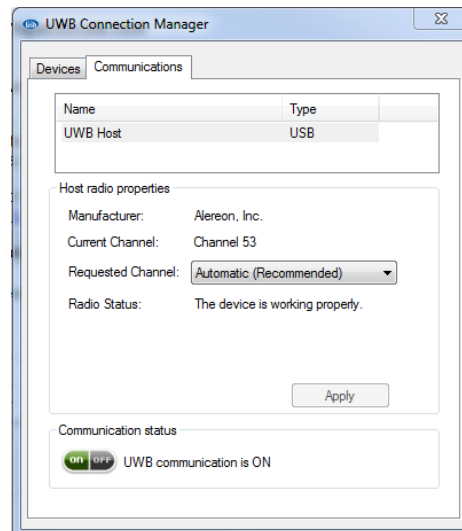 UWB Connection Manager
Devices Communications
Name Type
UWB Host USB
Host radio properties
Manufacturer: Alereon, Inc.
Current Channel: Channel 53
Requested Channel: Automatic (Recommended)
Radio Status: The device is working properly.
Apply
Communication status
ON OFF UWB communication is ON